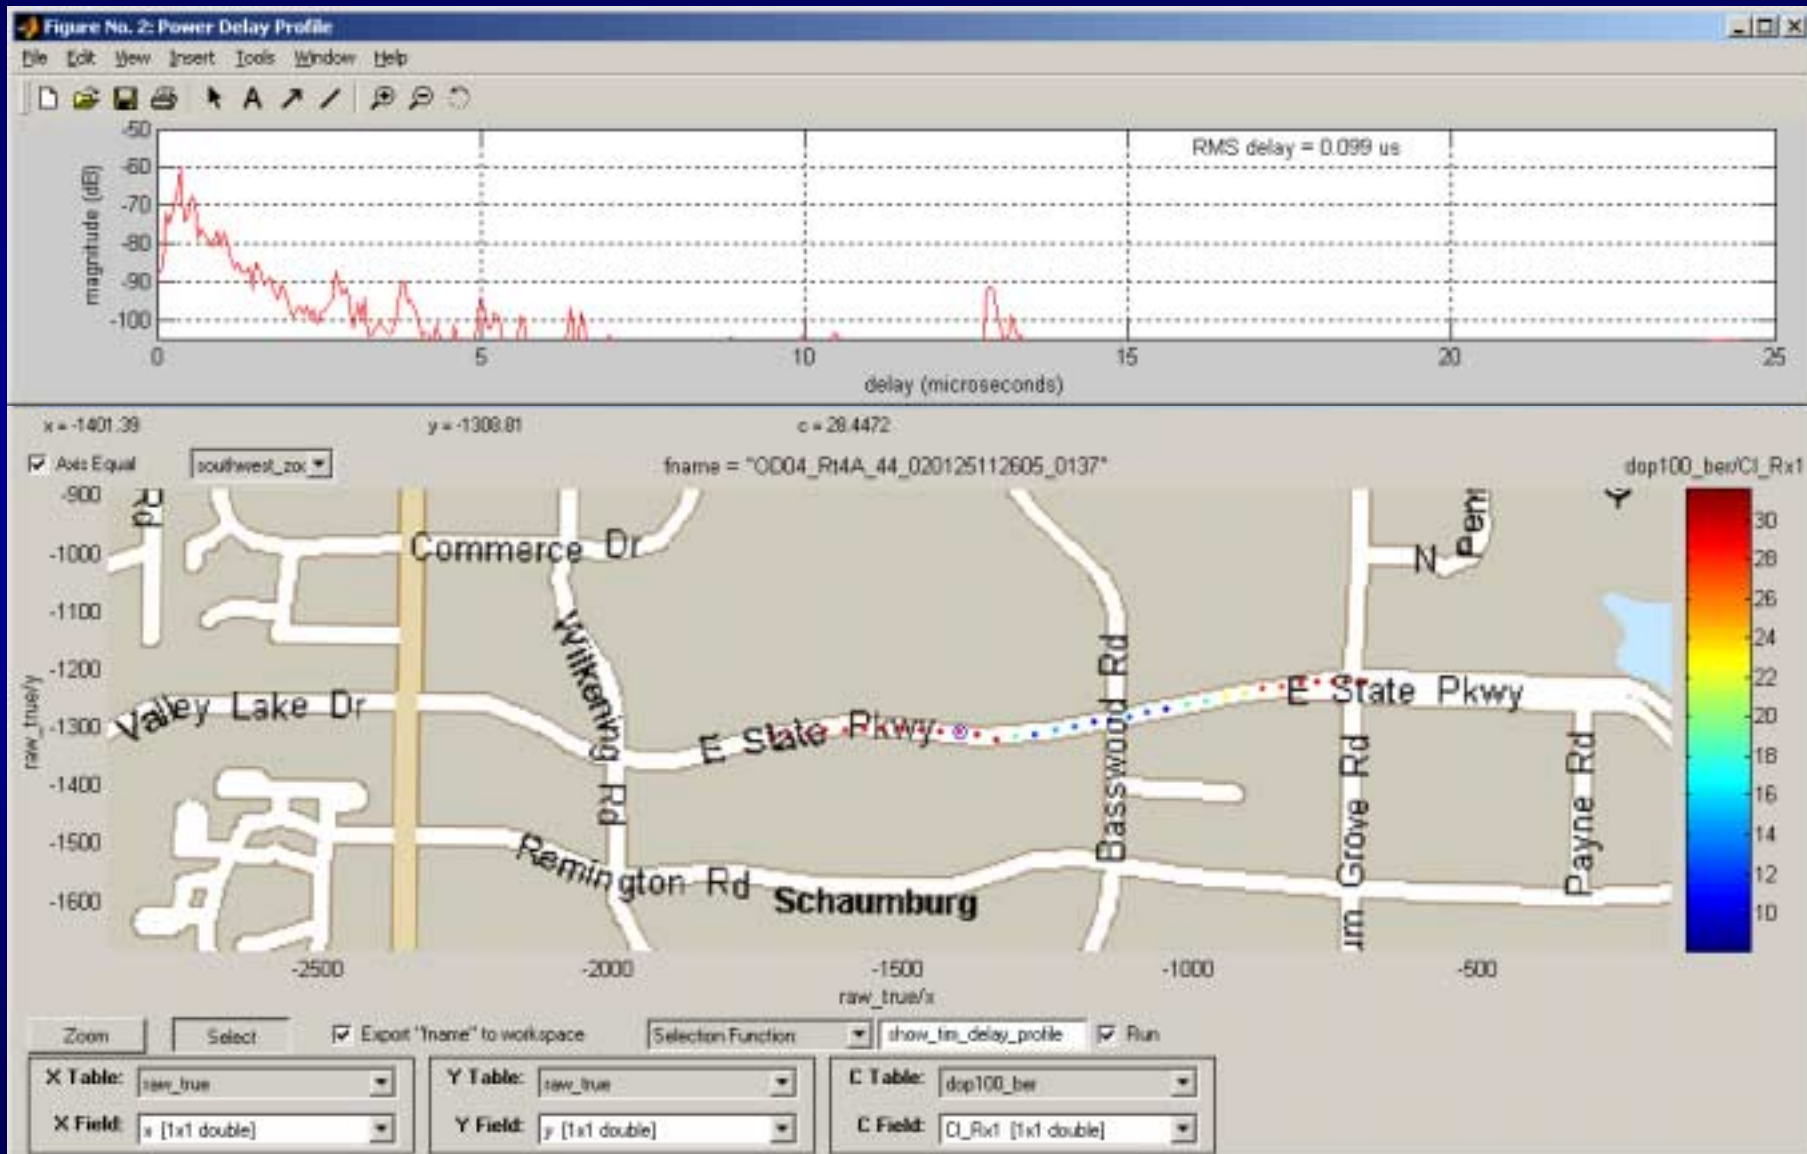 Figure No. 2: Power Delay Profile
File Edit View Insert Tools Window Help
A
-50
-60
-70
-80
-90
-100
magnitude (dB)
RMS delay = 0.099 us
0 5 10 15 20 25
delay (microseconds)
x = -1401.39 y = -1308.81 c = 28.4472
Axis Equal
fname = "OD04_Rt4A_44_020125112605_0137"
dop100_ber/CI_Rx1
-900
-1000
-1100
-1200
-1300
-1400
-1500
-1600
raw_true/y
Commerce Dr
N
Wilkening Rd
Valley Lake Dr
E State Pkwy
Basswood Rd
E State Pkwy
Grove Rd
Payne Rd
Remington Rd
Schaumburg
30
28
26
24
22
20
18
16
14
12
10
-2500 -2000 -1500 -1000 -500
raw_true/x
Zoom Select Export "fname" to workspace Selection Function show_tim_delay_profile Run
X Table: raw_true Y Table: raw_true C Table: dop100_ber
X Field: x [1x1 double] Y Field: y [1x1 double] C Field: CI_Rx1 [1x1 double]